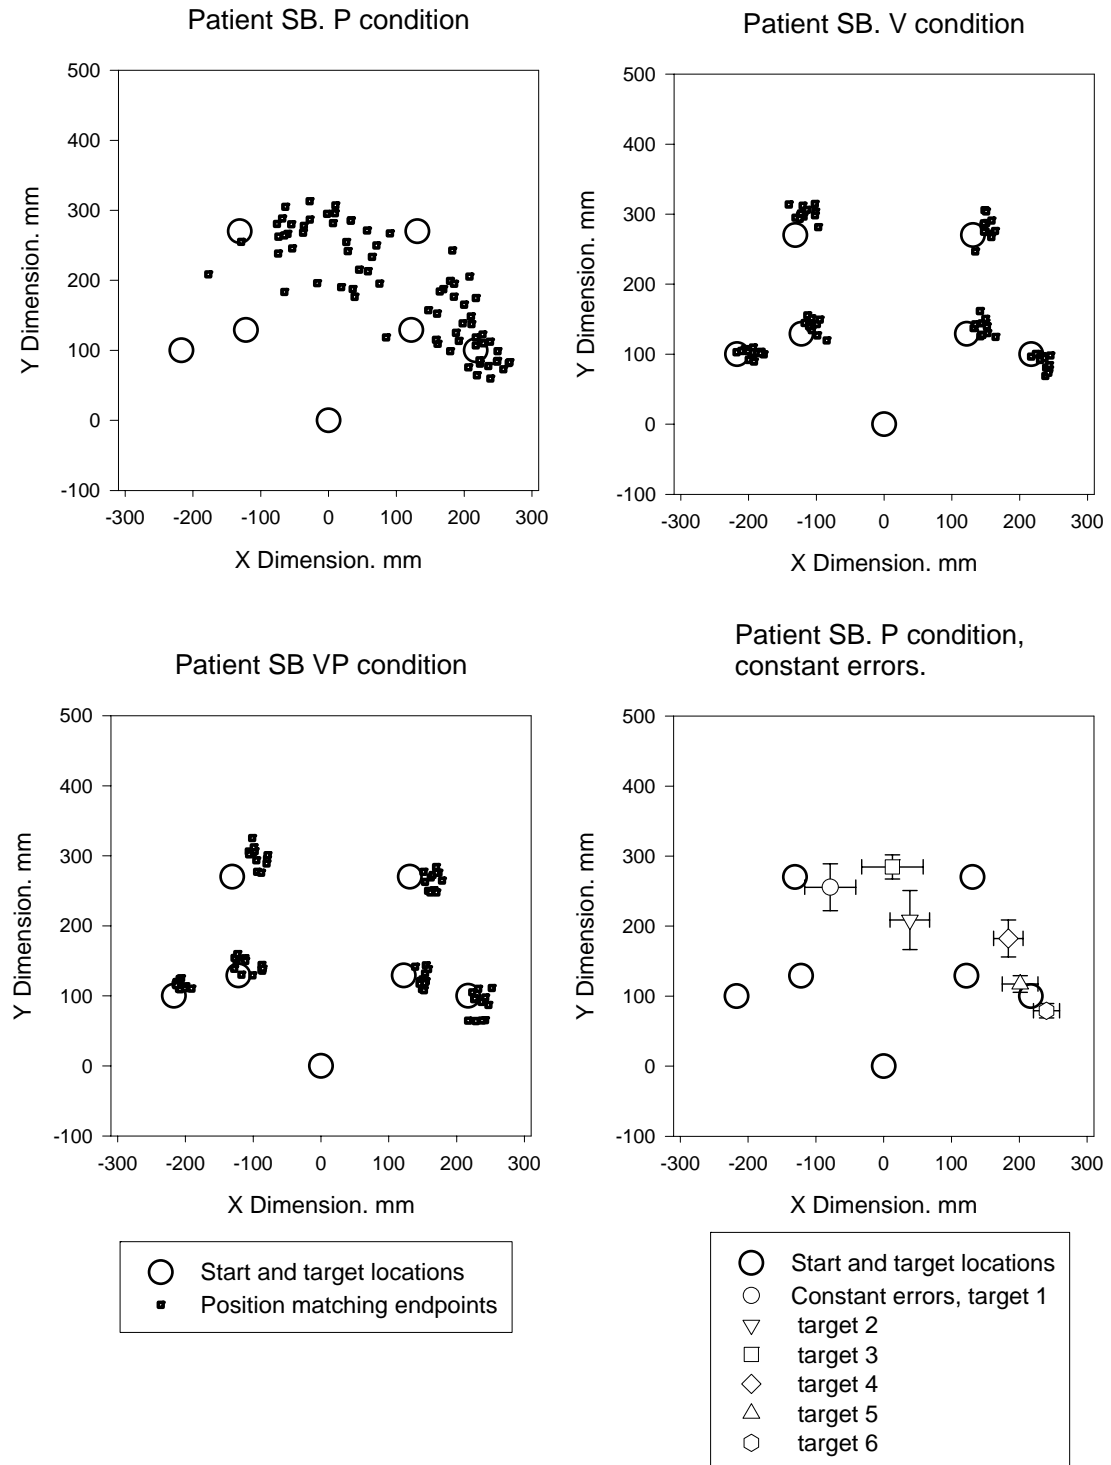 Patient SB. P condition
500
400
300
200
100
0
-100
Y Dimension. mm
-300 -200 -100 0 100 200 300
X Dimension. mm
Patient SB. V condition
500
400
300
200
100
0
-100
Y Dimension. mm
-300 -200 -100 0 100 200 300
X Dimension. mm
Patient SB VP condition
500
400
300
200
100
0
-100
Y Dimension. mm
-300 -200 -100 0 100 200 300
X Dimension. mm
Start and target locations
Position matching endpoints
Patient SB. P condition,
constant errors.
500
400
300
200
100
0
-100
Y Dimension. mm
-300 -200 -100 0 100 200 300
X Dimension. mm
Start and target locations
Constant errors, target 1
target 2
target 3
target 4
target 5
target 6